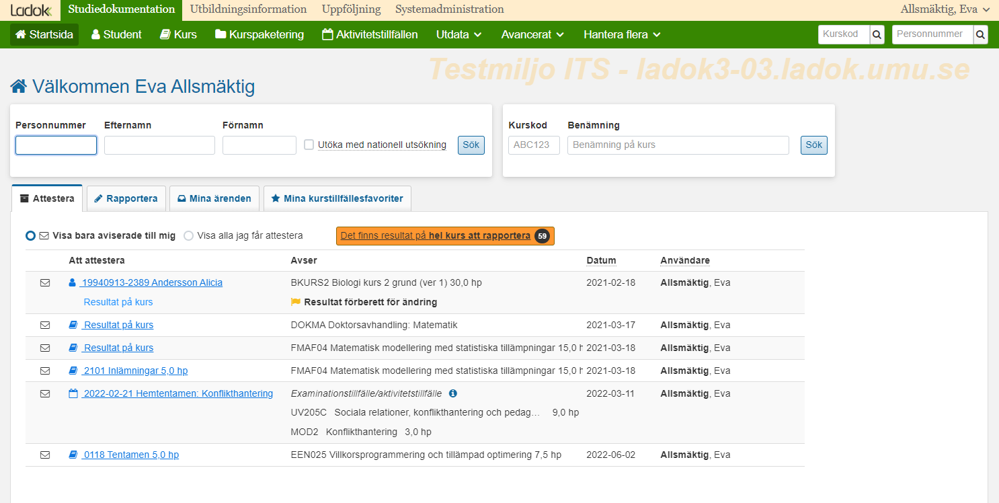 Ladok Studiedokumentation Utbildningsinformation Uppföljning Systemadministration Allsmäktig, Eva
Startsida Student Kurs Kurspaketering Aktivitetstillfällen Utdata Avancerat Hantera flera Kurskod Personnummer
Testmiljo ITS - ladok3-03.ladok.umu.se
Välkommen Eva Allsmäktig
Personnummer Efternamn Förnamn Kurskod Benämning
Utöka med nationell utsökning Sök ABC123 Benämning på kurs Sök
Attestera Rapportera Mina ärenden Mina kurstillfällesfavoriter
Visa bara aviserade till mig Visa alla jag får attestera Det finns resultat på hel kurs att rapportera 59
Att attestera Avser Datum Användare
19940913-2389 Andersson Alicia BKURS2 Biologi kurs 2 grund (ver 1) 30,0 hp 2021-02-18 Allsmäktig, Eva
Resultat på kurs Resultat förberett för ändring
Resultat på kurs DOKMA Doktorsavhandling: Matematik 2021-03-17 Allsmäktig, Eva
Resultat på kurs FMAF04 Matematisk modellering med statistiska tillämpningar 15,0 h 2021-03-18 Allsmäktig, Eva
2101 Inlämningar 5,0 hp FMAF04 Matematisk modellering med statistiska tillämpningar 15,0 h 2021-03-18 Allsmäktig, Eva
2022-02-21 Hemtentamen: Konflikthantering Examinationstillfälle/aktivitetstillfälle 2022-03-11 Allsmäktig, Eva
UV205C Sociala relationer, konflikthantering och pedag… 9,0 hp
MOD2 Konflikthantering 3,0 hp
0118 Tentamen 5,0 hp EEN025 Villkorsprogrammering och tillämpad optimering 7,5 hp 2022-06-02 Allsmäktig, Eva